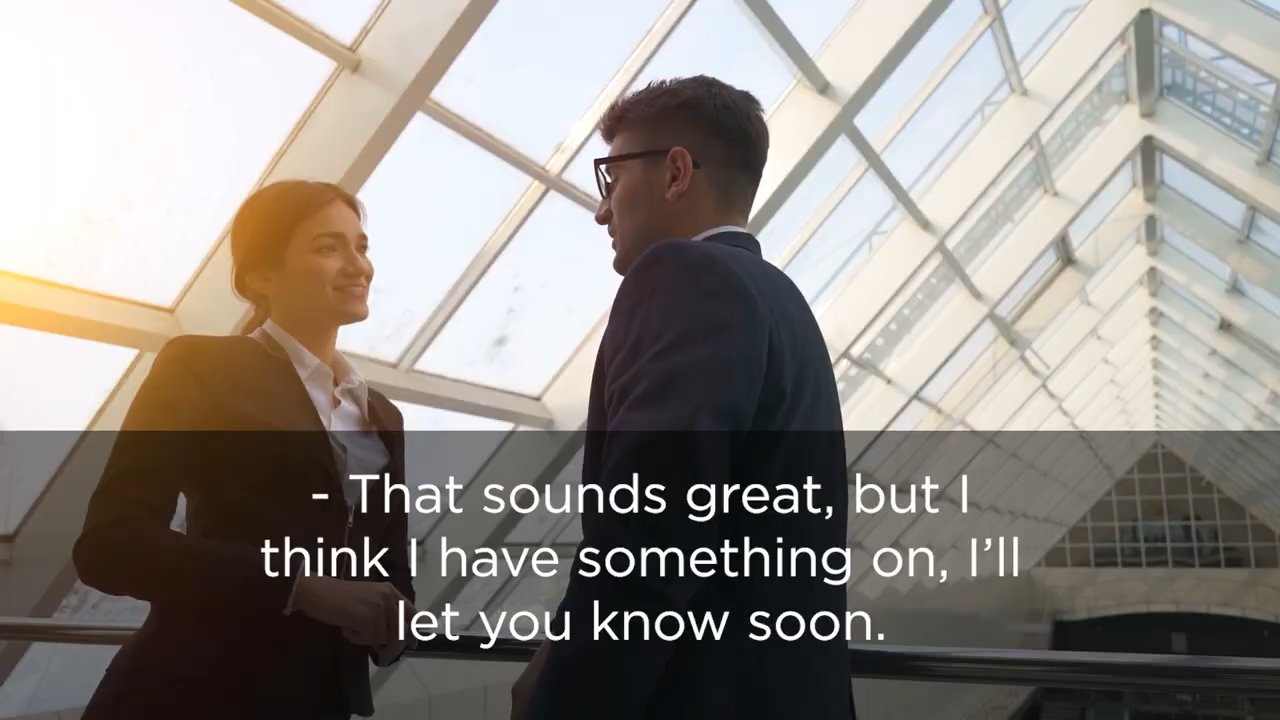 - That sounds great, but I
think I have something on, I’ll
let you know soon.